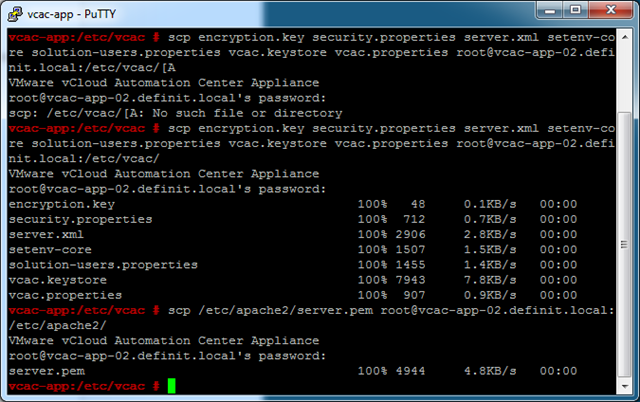 vcac-app - PuTTY
vcac-app:/etc/vcac # scp encryption.key security.properties server.xml setenv-co
re solution-users.properties vcac.keystore vcac.properties root@vcac-app-02.defi
nit.local:/etc/vcac/[A
VMware vCloud Automation Center Appliance
root@vcac-app-02.definit.local's password:
scp: /etc/vcac/[A: No such file or directory
vcac-app:/etc/vcac # scp encryption.key security.properties server.xml setenv-co
re solution-users.properties vcac.keystore vcac.properties root@vcac-app-02.defi
nit.local:/etc/vcac/
VMware vCloud Automation Center Appliance
root@vcac-app-02.definit.local's password:
encryption.key 100% 48 0.1KB/s 00:00
security.properties 100% 712 0.7KB/s 00:00
server.xml 100% 2906 2.8KB/s 00:00
setenv-core 100% 1507 1.5KB/s 00:00
solution-users.properties 100% 1455 1.4KB/s 00:00
vcac.keystore 100% 7943 7.8KB/s 00:00
vcac.properties 100% 907 0.9KB/s 00:00
vcac-app:/etc/vcac # scp /etc/apache2/server.pem root@vcac-app-02.definit.local:
/etc/apache2/
VMware vCloud Automation Center Appliance
root@vcac-app-02.definit.local's password:
server.pem 100% 4944 4.8KB/s 00:00
vcac-app:/etc/vcac #